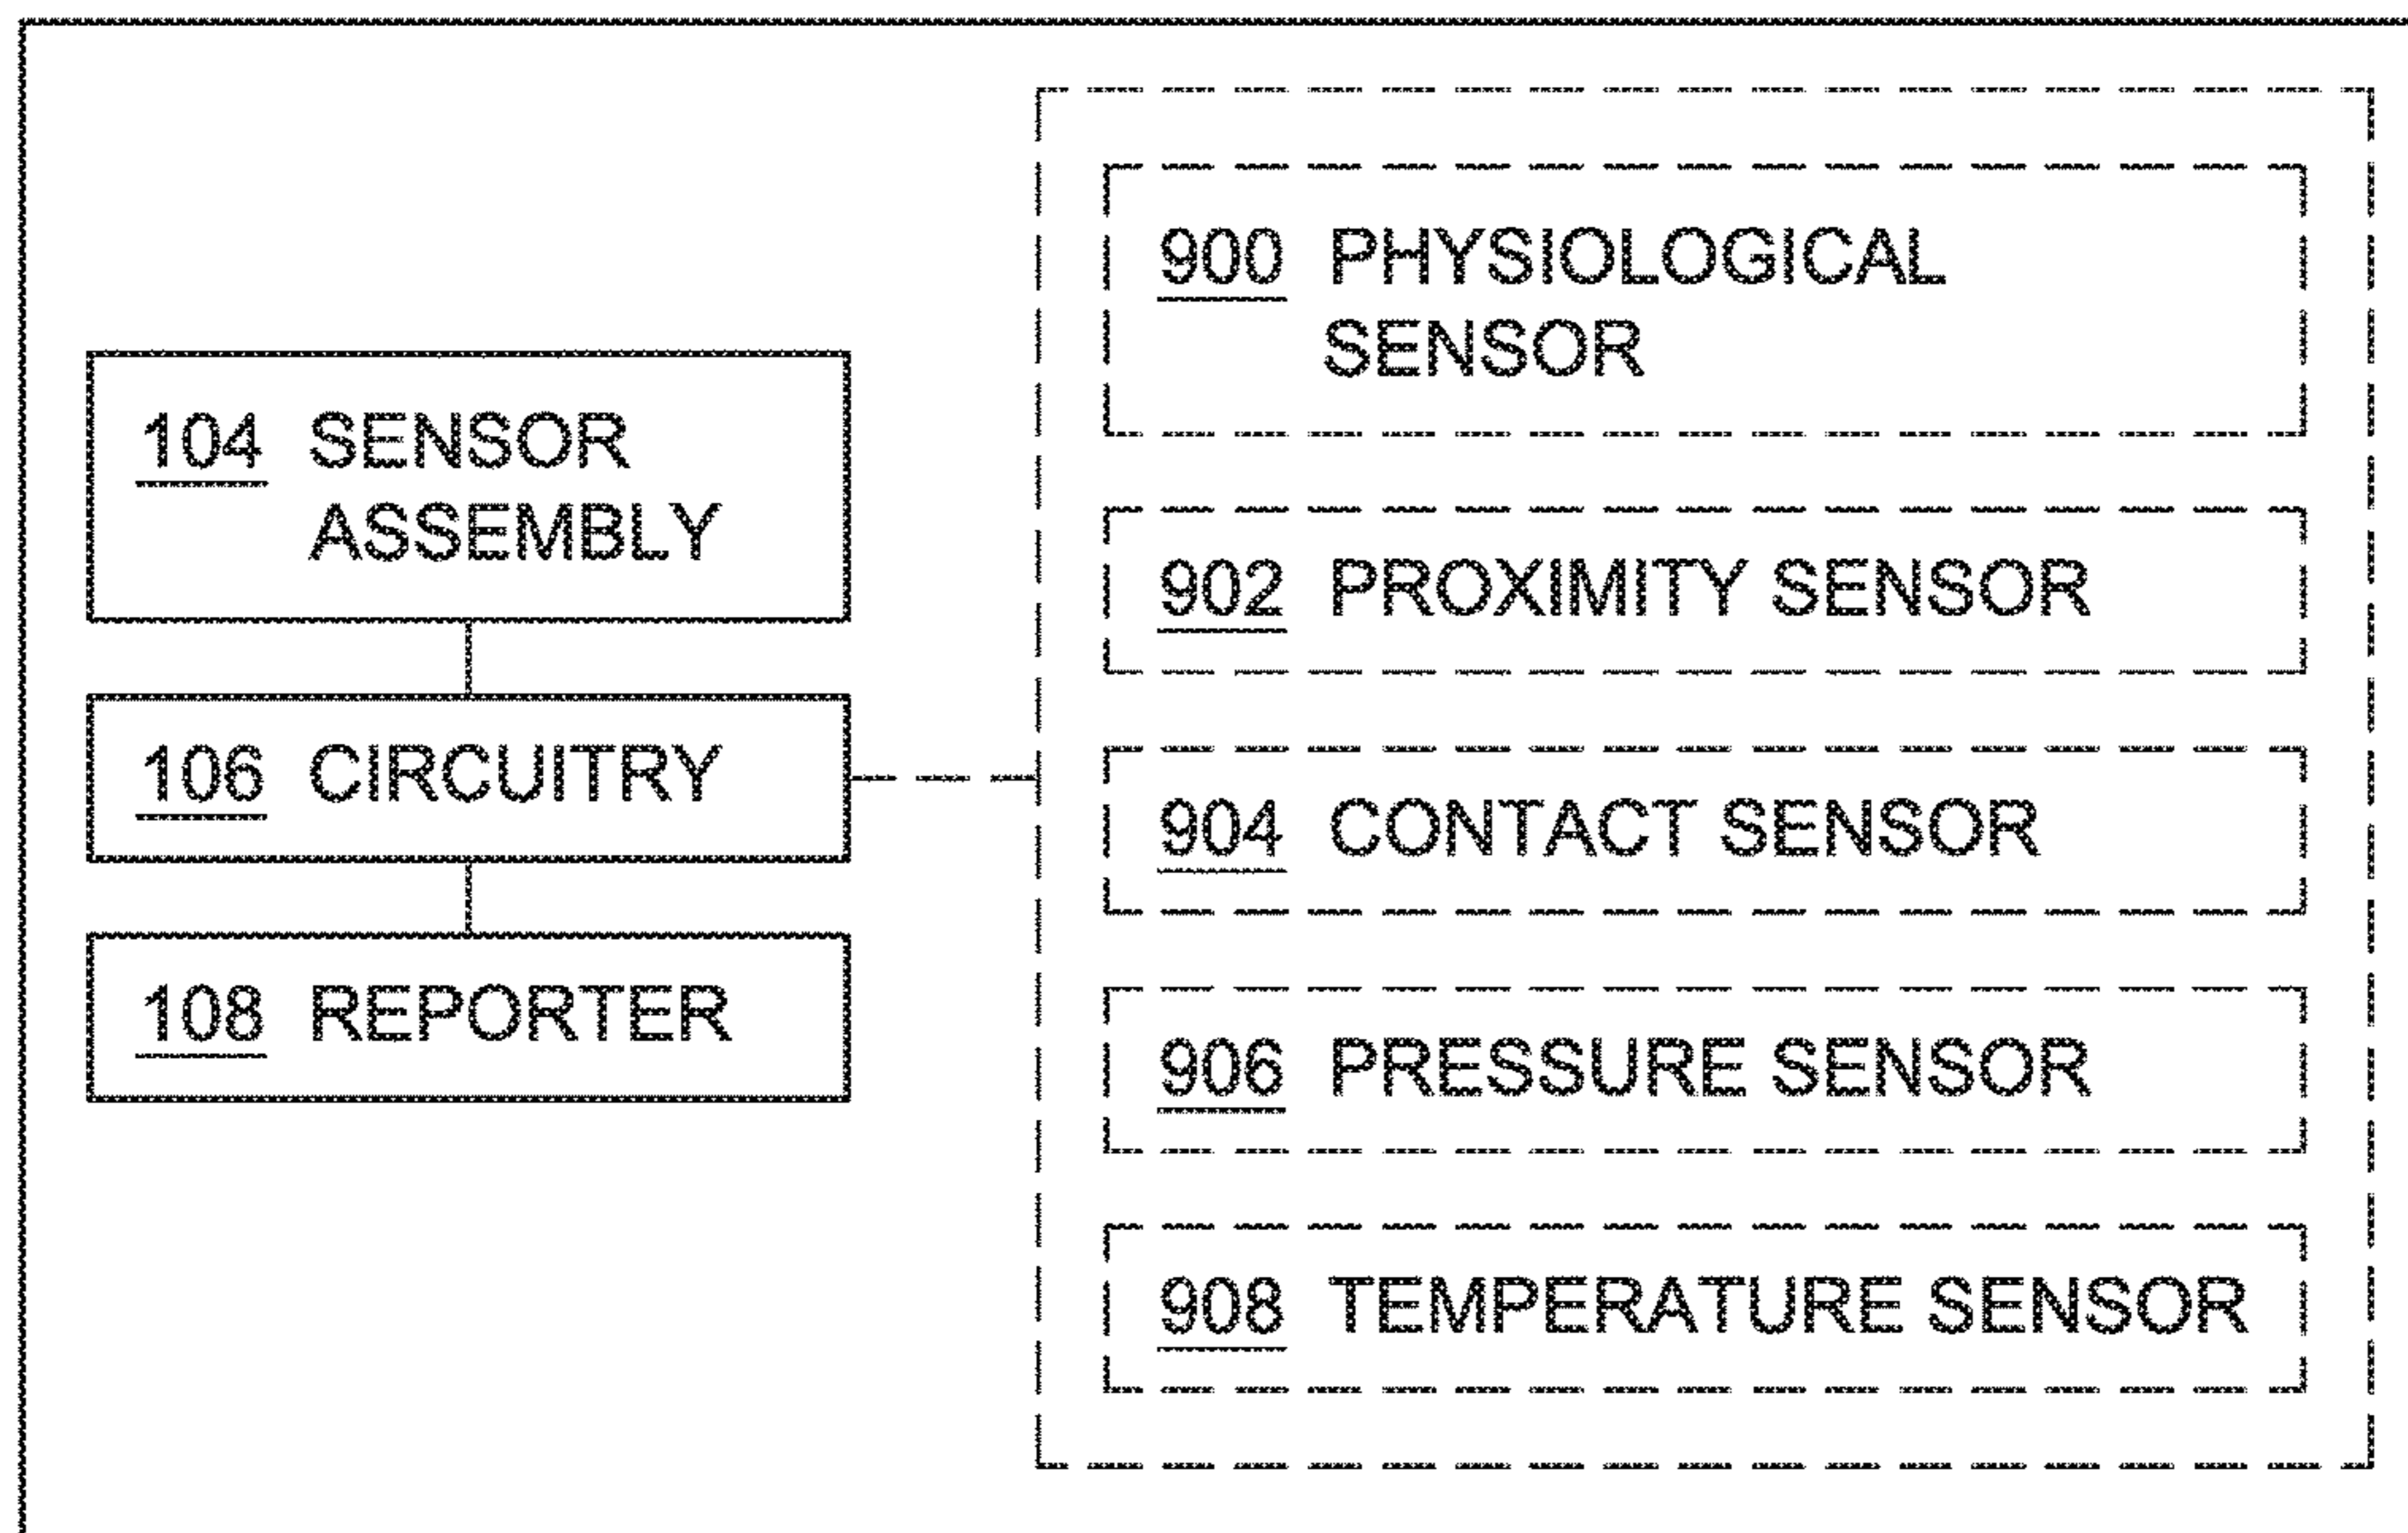 104 SENSOR
ASSEMBLY
106 CIRCUITRY
108 REPORTER
900 PHYSIOLOGICAL
SENSOR
902 PROXIMITY SENSOR
904 CONTACT SENSOR
906 PRESSURE SENSOR
908 TEMPERATURE SENSOR